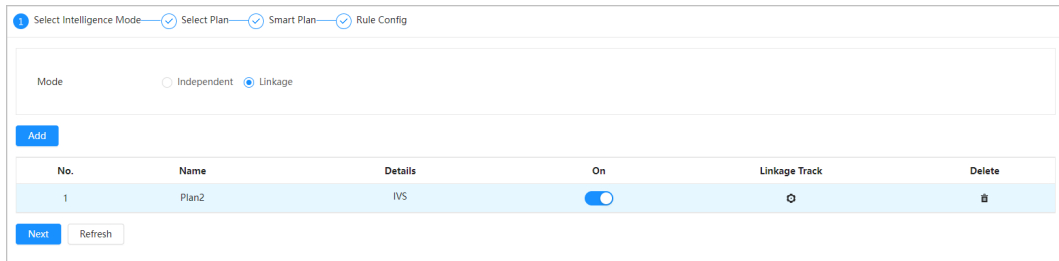 1 Select Intelligence Mode Select Plan Smart Plan Rule Config
Mode Independent Linkage
Add
No. Name Details On Linkage Track Delete
1 Plan2 IVS
Next Refresh